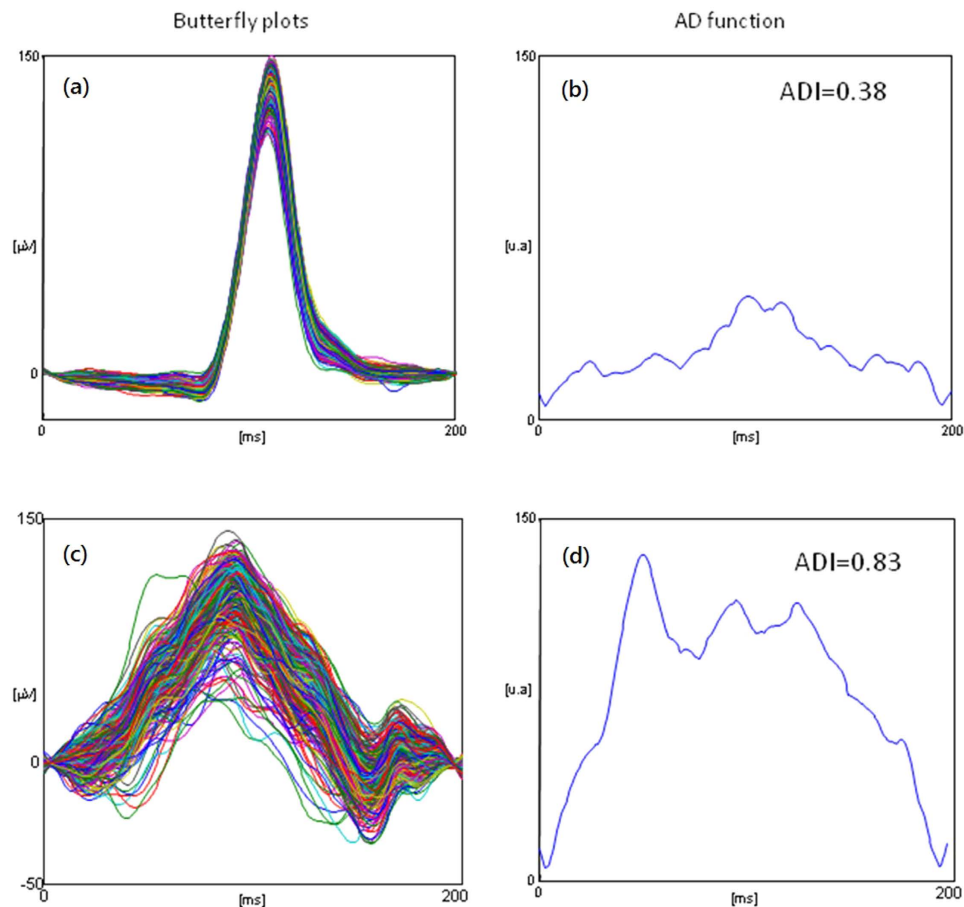 Butterfly plots
AD function
150
(a)
[µV]
0
0
[ms]
200
150
(b)
ADI=0.38
[u.a]
0
0
[ms]
200
150
(c)
[µV]
0
-50
0
[ms]
200
150
(d)
ADI=0.83
[u.a]
0
0
[ms]
200